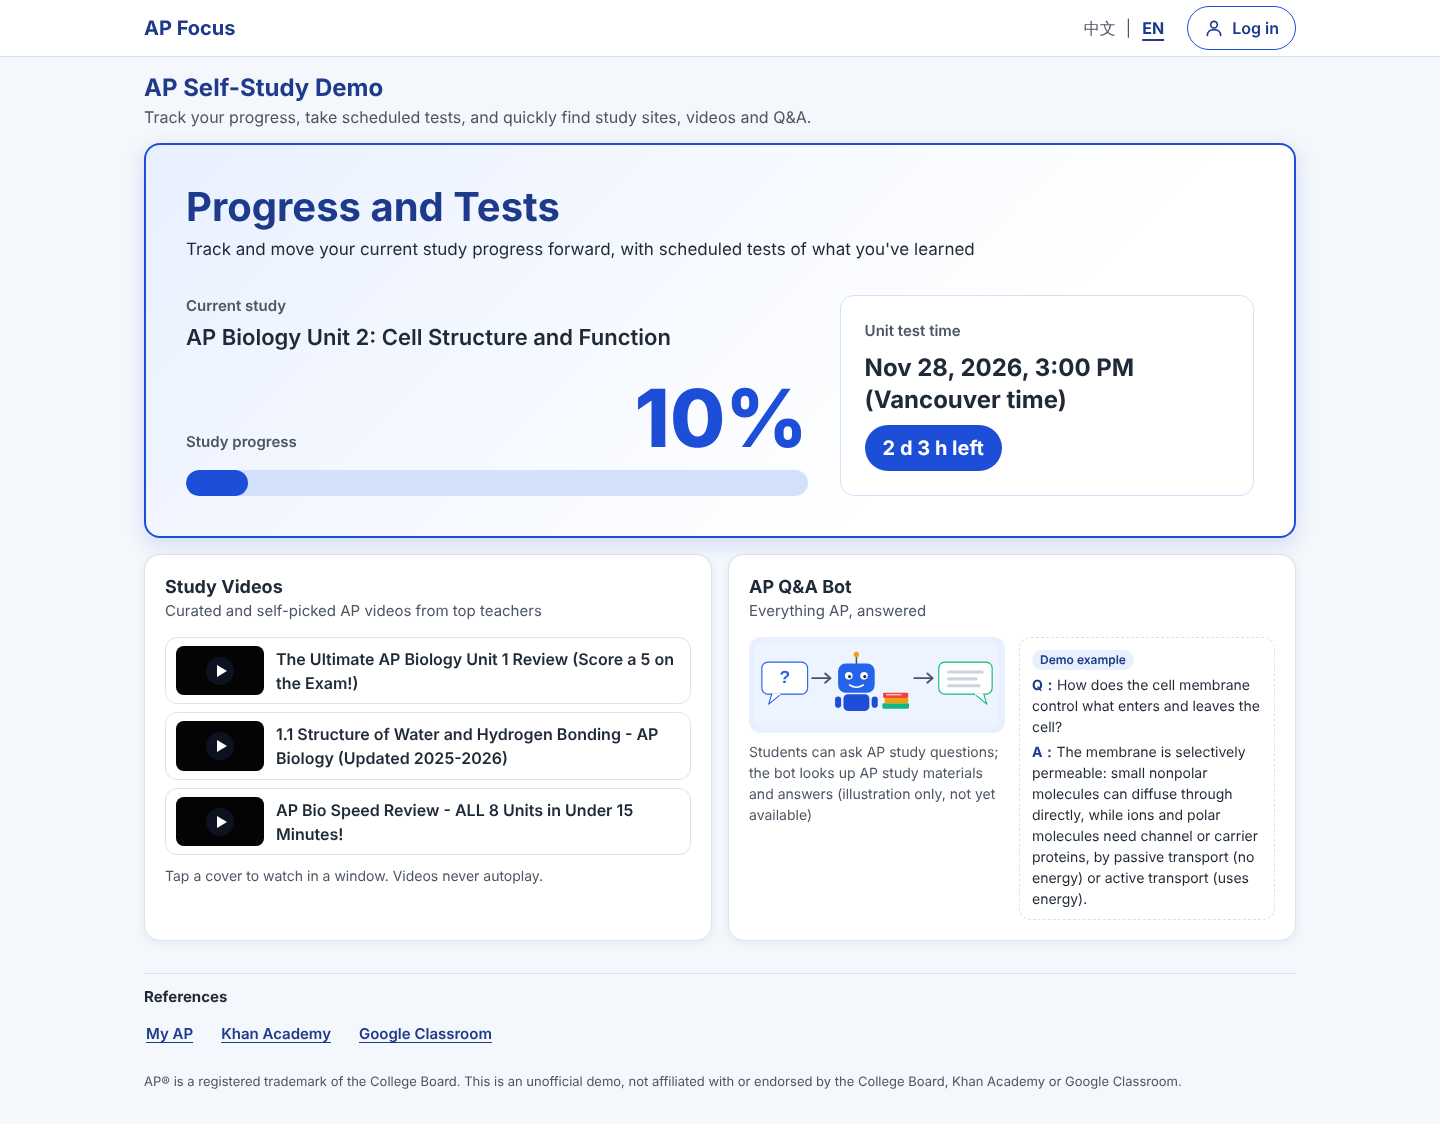 AP Focus
中文 | EN
Log in
AP Self-Study Demo
Track your progress, take scheduled tests, and quickly find study sites, videos and Q&A.
Progress and Tests
Track and move your current study progress forward, with scheduled tests of what you've learned
Current study
AP Biology Unit 2: Cell Structure and Function
Study progress
10%
Unit test time
Nov 28, 2026, 3:00 PM
(Vancouver time)
2 d 3 h left
Study Videos
Curated and self-picked AP videos from top teachers
The Ultimate AP Biology Unit 1 Review (Score a 5 on
the Exam!)
1.1 Structure of Water and Hydrogen Bonding - AP
Biology (Updated 2025-2026)
AP Bio Speed Review - ALL 8 Units in Under 15
Minutes!
Tap a cover to watch in a window. Videos never autoplay.
AP Q&A Bot
Everything AP, answered
?
Students can ask AP study questions;
the bot looks up AP study materials
and answers (illustration only, not yet
available)
Demo example
Q：How does the cell membrane
control what enters and leaves the
cell?
A：The membrane is selectively
permeable: small nonpolar
molecules can diffuse through
directly, while ions and polar
molecules need channel or carrier
proteins, by passive transport (no
energy) or active transport (uses
energy).
References
My AP
Khan Academy
Google Classroom
AP® is a registered trademark of the College Board. This is an unofficial demo, not affiliated with or endorsed by the College Board, Khan Academy or Google Classroom.